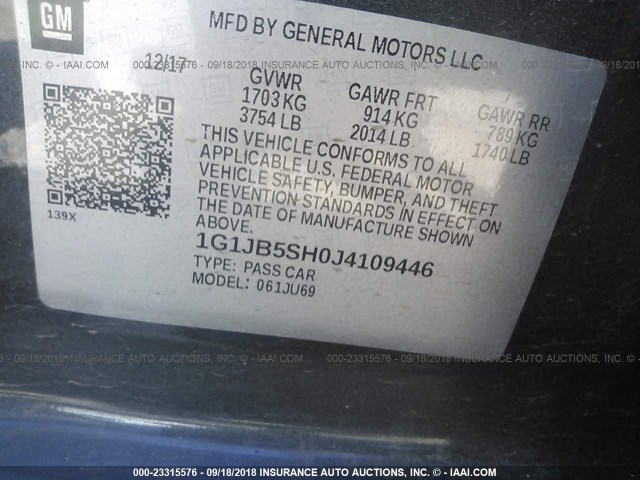 GM
MFD BY GENERAL MOTORS LLC
12/17
GVWR GAWR FRT GAWR RR
1703 KG 914 KG 789 KG
3754 LB 2014 LB 1740 LB
THIS VEHICLE CONFORMS TO ALL
APPLICABLE U.S. FEDERAL MOTOR
VEHICLE SAFETY, BUMPER, AND THEFT
PREVENTION STANDARDS IN EFFECT ON
THE DATE OF MANUFACTURE SHOWN
ABOVE.
139X
1G1JB5SH0J4109446
TYPE: PASS CAR
MODEL: 061JU69
000-23315576 - 09/18/2018 INSURANCE AUTO AUCTIONS - © - IAAI.COM